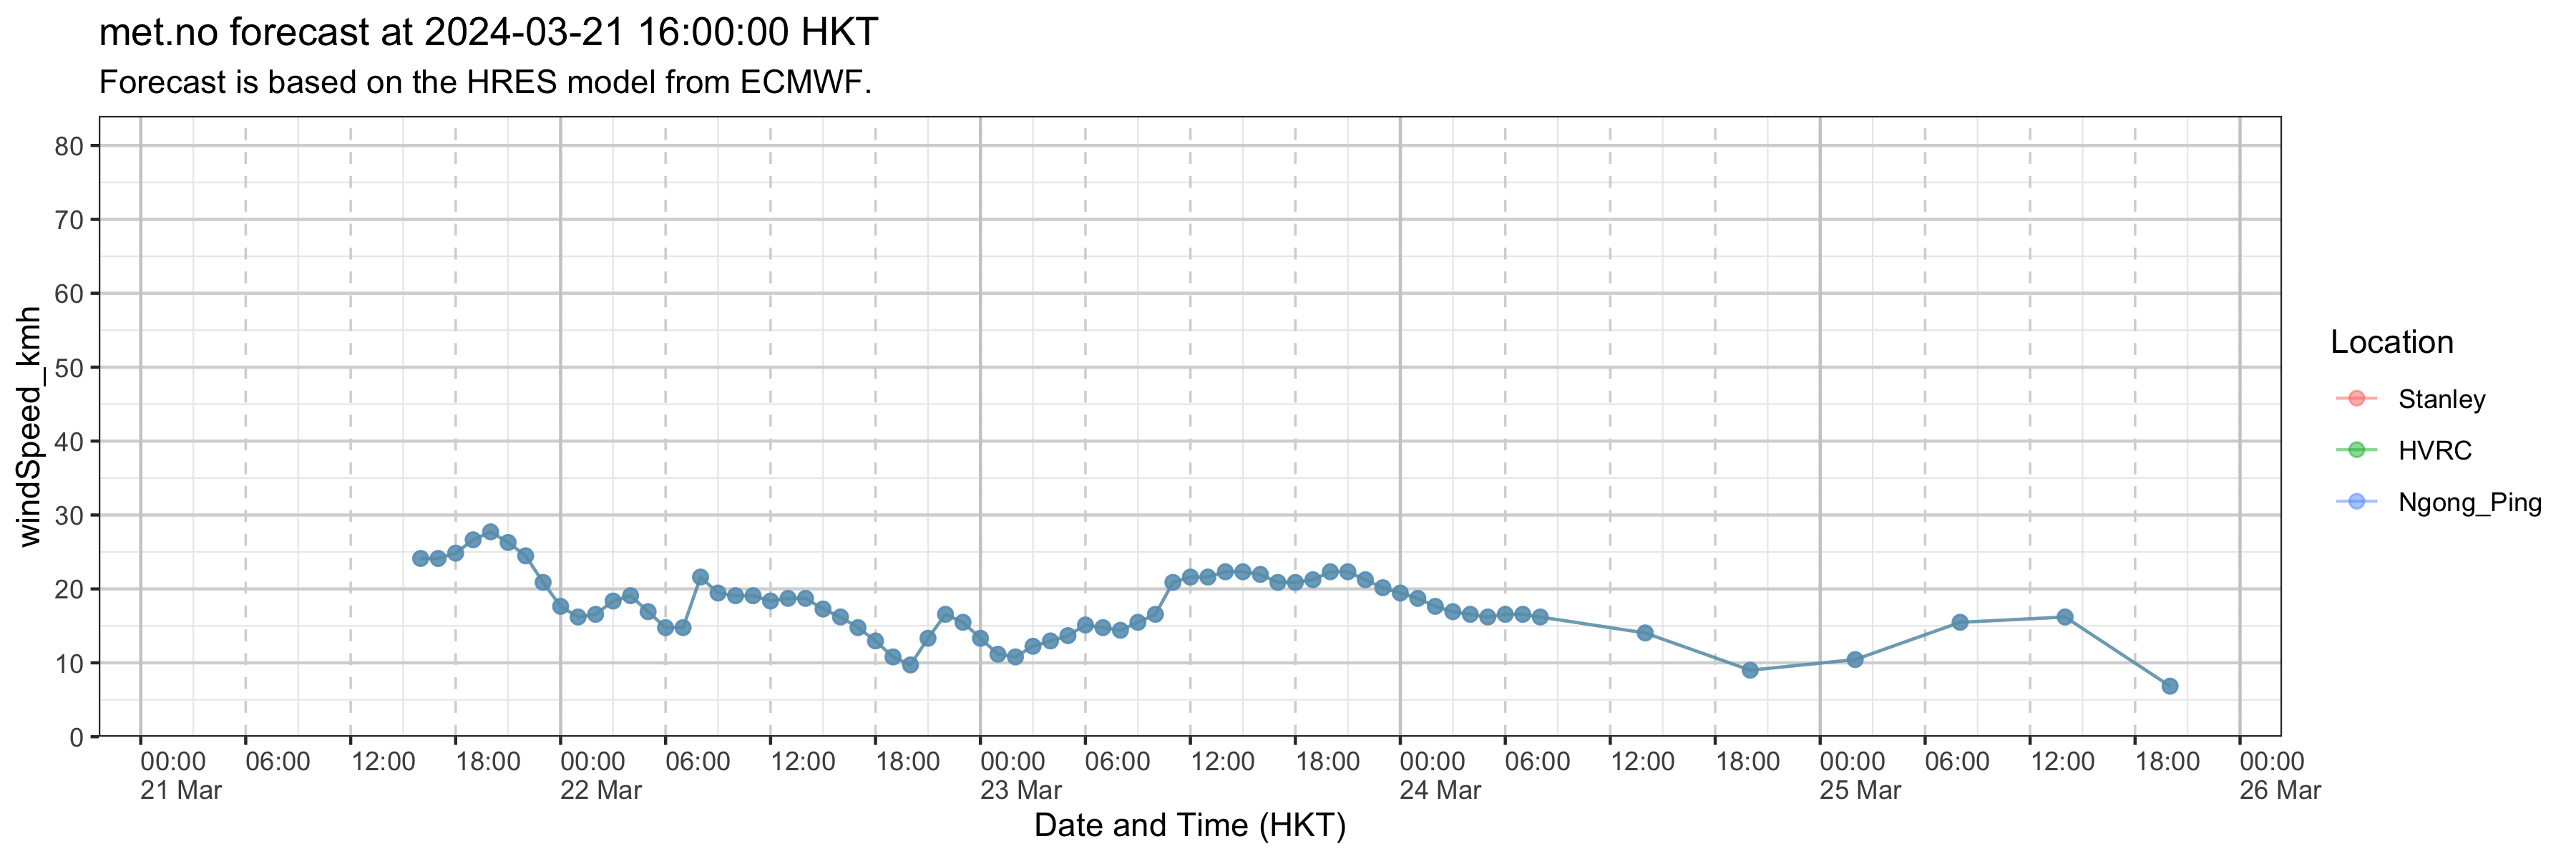 met.no forecast at 2024-03-21 16:00:00 HKT
Forecast is based on the HRES model from ECMWF.
windSpeed_kmh
80
70
60
50
40
30
20
10
0
00:00 06:00 12:00 18:00 00:00 06:00 12:00 18:00 00:00 06:00 12:00 18:00 00:00 06:00 12:00 18:00 00:00 06:00 12:00 18:00 00:00
21 Mar 22 Mar 23 Mar 24 Mar 25 Mar 26 Mar
Date and Time (HKT)
Location
Stanley
HVRC
Ngong_Ping